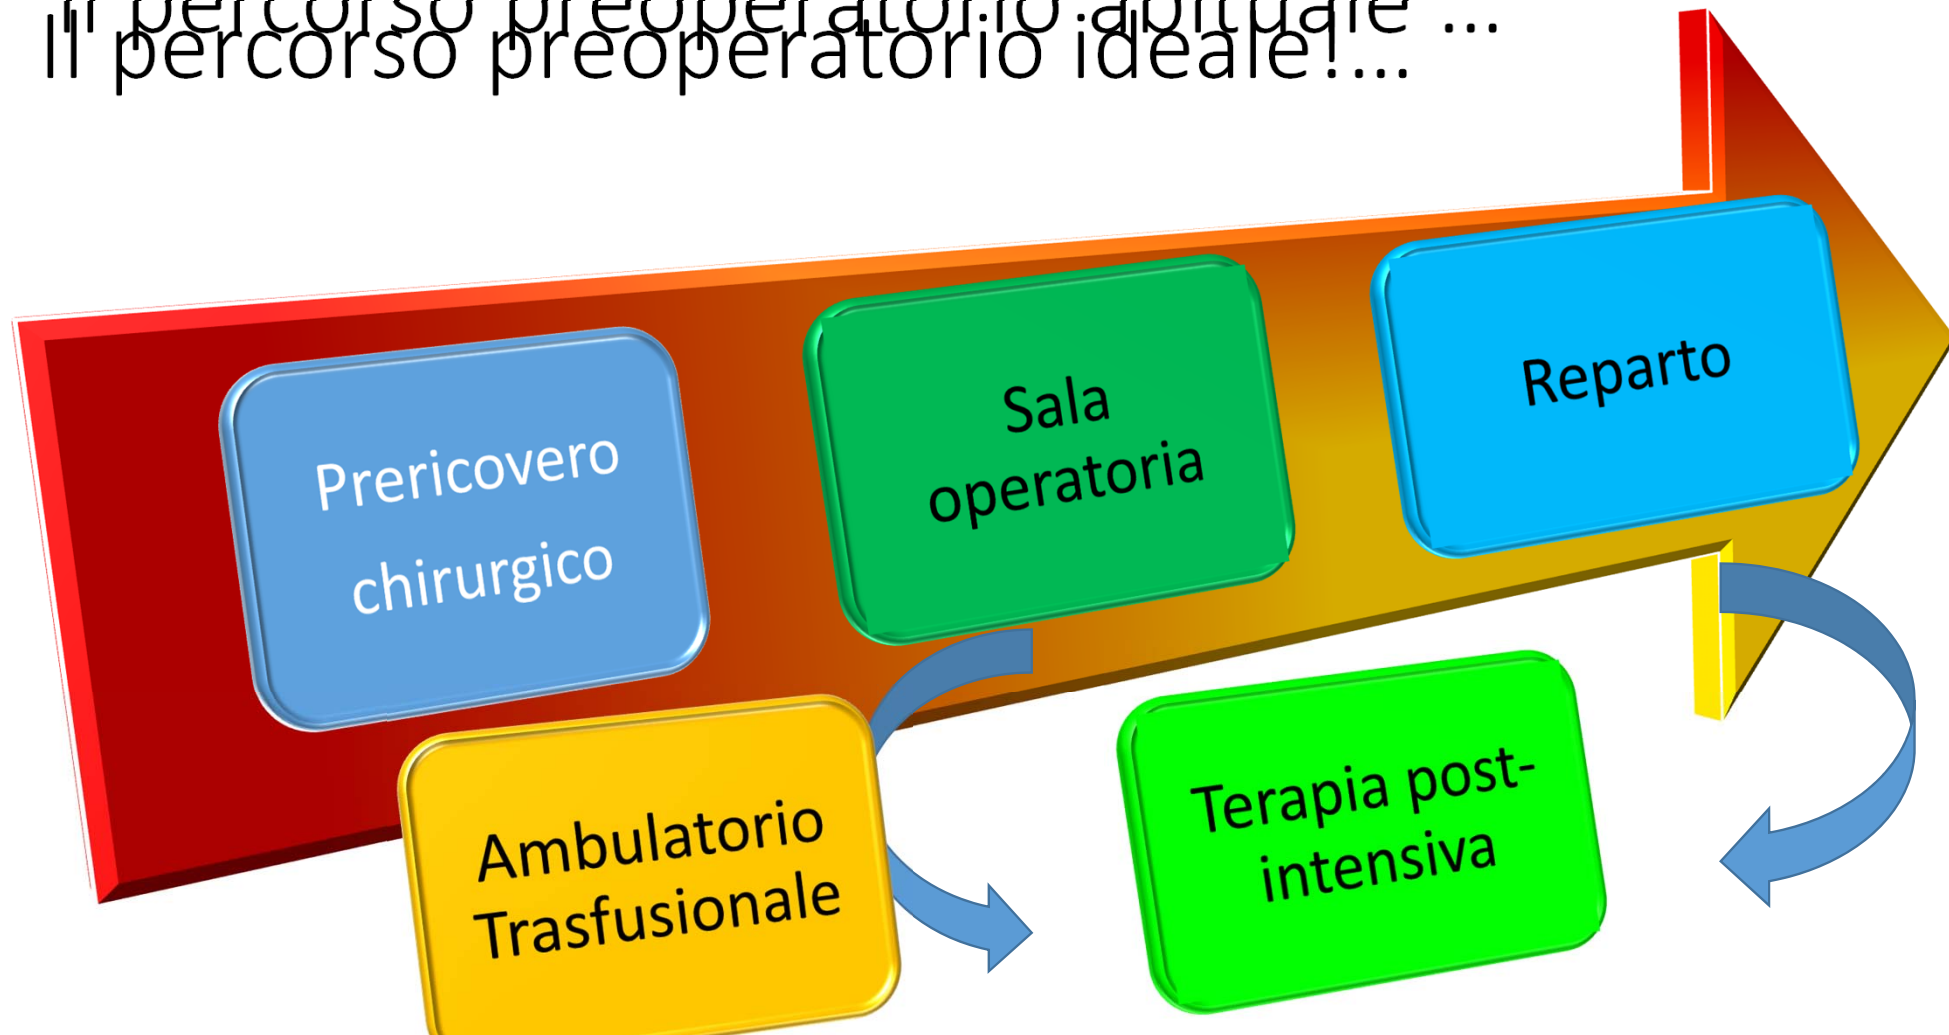 Il percorso preoperatorio abituale ...
Il percorso preoperatorio ideale!...
Prericovero
chirurgico
Sala
operatoria
Reparto
Ambulatorio
Trasfusionale
Terapia post-
intensiva